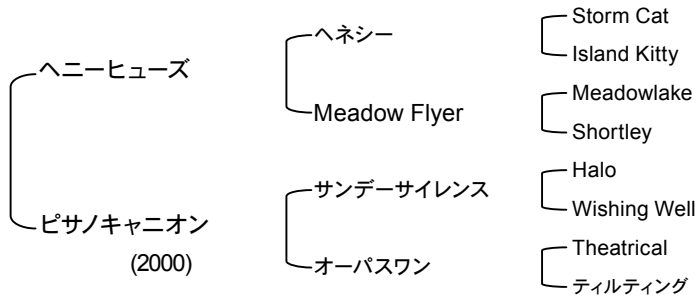 ヘニーヒューズ
ピサノキャニオン
(2000)
ヘネシー
Meadow Flyer
サンデーサイレンス
オーパスワン
Storm Cat
Island Kitty
Meadowlake
Shortley
Halo
Wishing Well
Theatrical
ティルティング